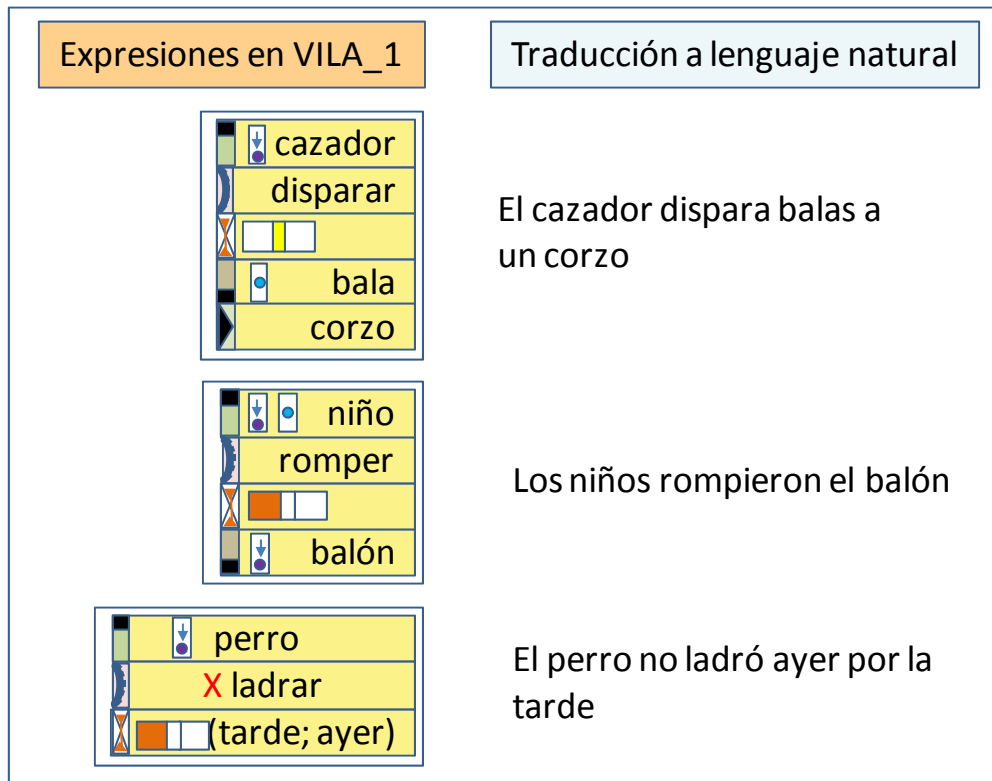 Expresiones en VILA_1
Traducción a lenguaje natural
cazador
disparar
bala
corzo
El cazador dispara balas a
un corzo
niño
romper
balón
Los niños rompieron el balón
perro
X ladrar
(tarde; ayer)
El perro no ladró ayer por la
tarde